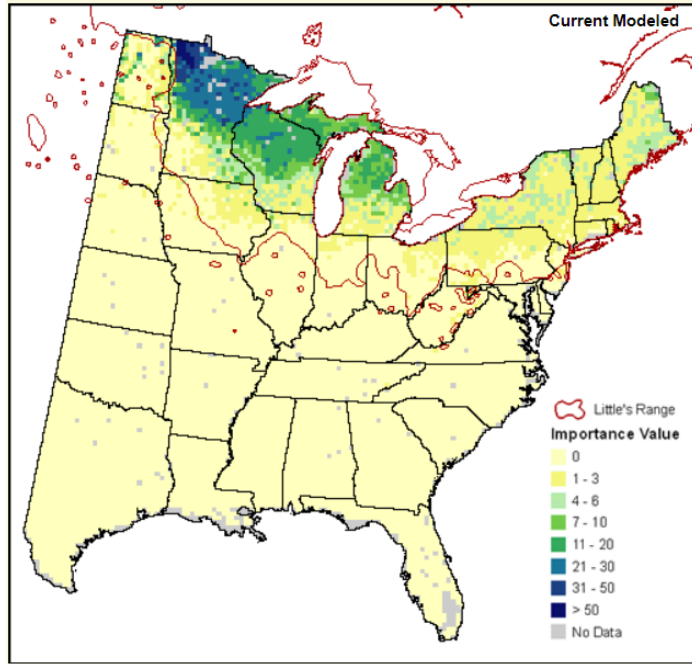 Current Modeled
Little's Range
Importance Value
0
1 - 3
4 - 6
7 - 10
11 - 20
21 - 30
31 - 50
> 50
No Data